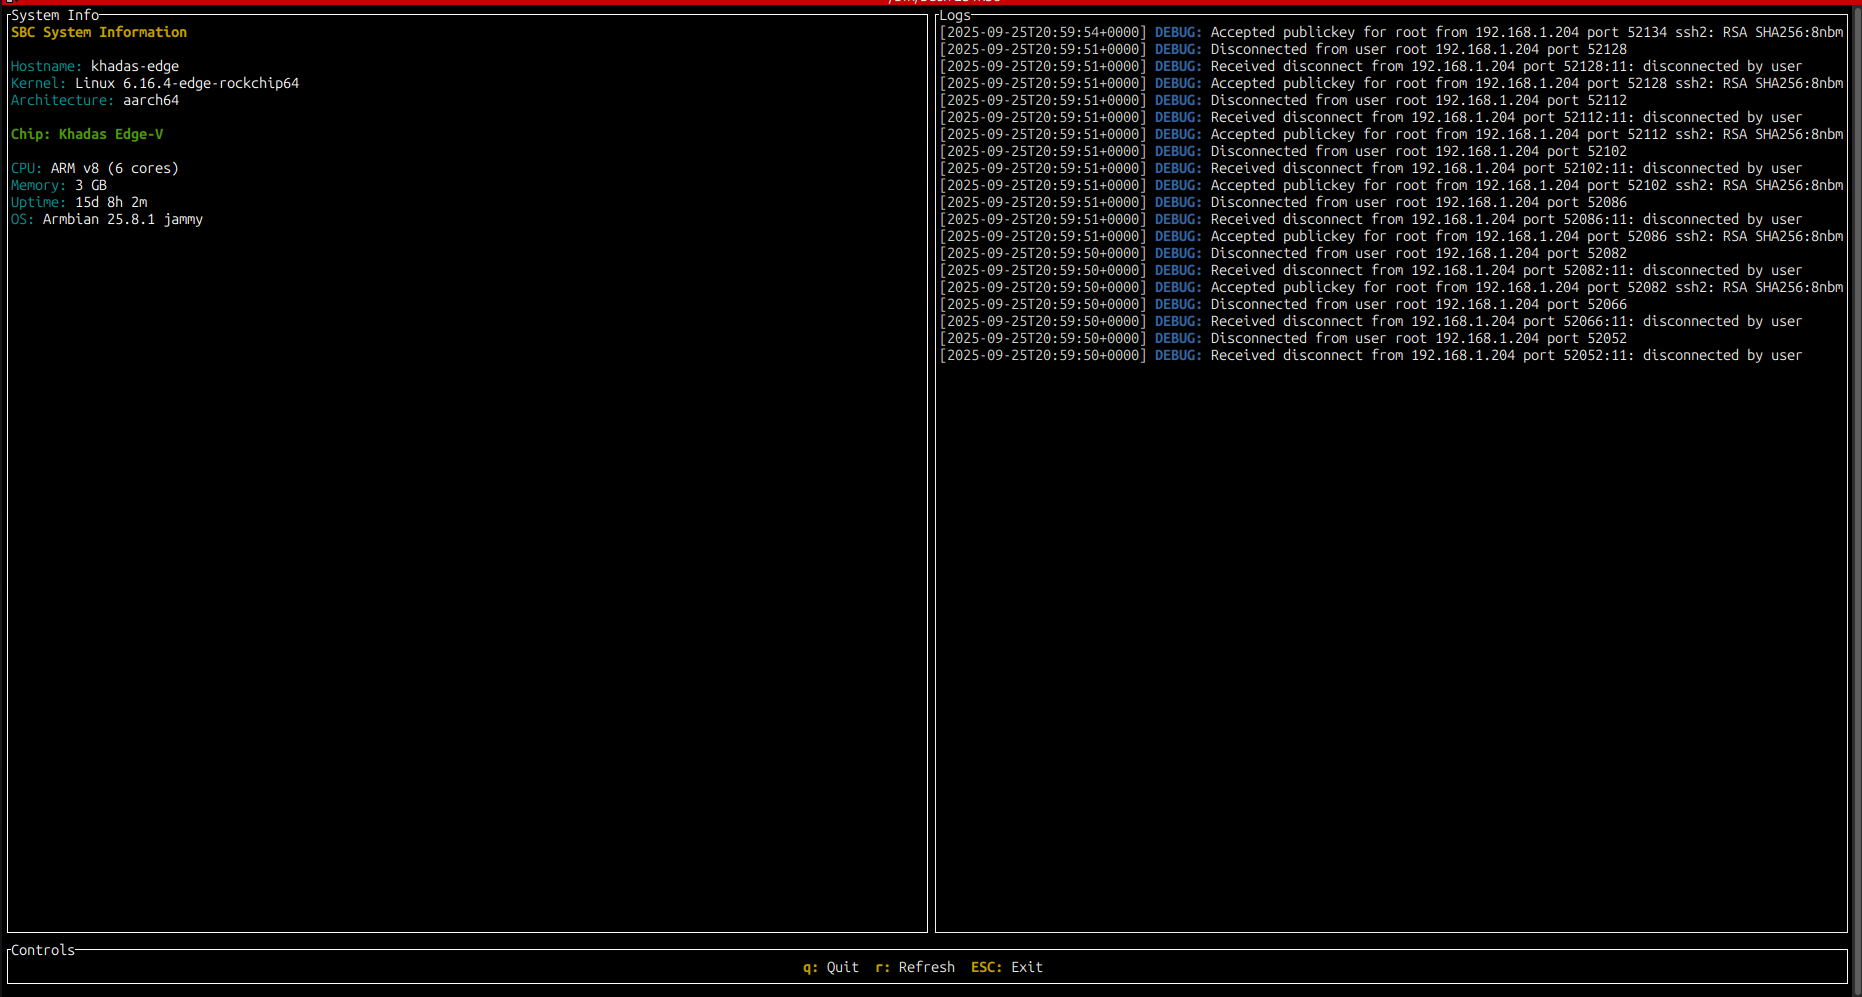 System Info
SBC System Information
Hostname: khadas-edge
Kernel: Linux 6.16.4-edge-rockchip64
Architecture: aarch64
Chip: Khadas Edge-V
CPU: ARM v8 (6 cores)
Memory: 3 GB
Uptime: 15d 8h 2m
OS: Armbian 25.8.1 jammy
Logs
[2025-09-25T20:59:54+0000] DEBUG: Accepted publickey for root from 192.168.1.204 port 52134 ssh2: RSA SHA256:8nbm
[2025-09-25T20:59:51+0000] DEBUG: Disconnected from user root 192.168.1.204 port 52128
[2025-09-25T20:59:51+0000] DEBUG: Received disconnect from 192.168.1.204 port 52128:11: disconnected by user
[2025-09-25T20:59:51+0000] DEBUG: Accepted publickey for root from 192.168.1.204 port 52128 ssh2: RSA SHA256:8nbm
[2025-09-25T20:59:51+0000] DEBUG: Disconnected from user root 192.168.1.204 port 52112
[2025-09-25T20:59:51+0000] DEBUG: Received disconnect from 192.168.1.204 port 52112:11: disconnected by user
[2025-09-25T20:59:51+0000] DEBUG: Accepted publickey for root from 192.168.1.204 port 52112 ssh2: RSA SHA256:8nbm
[2025-09-25T20:59:51+0000] DEBUG: Disconnected from user root 192.168.1.204 port 52102
[2025-09-25T20:59:51+0000] DEBUG: Received disconnect from 192.168.1.204 port 52102:11: disconnected by user
[2025-09-25T20:59:51+0000] DEBUG: Accepted publickey for root from 192.168.1.204 port 52102 ssh2: RSA SHA256:8nbm
[2025-09-25T20:59:51+0000] DEBUG: Disconnected from user root 192.168.1.204 port 52086
[2025-09-25T20:59:51+0000] DEBUG: Received disconnect from 192.168.1.204 port 52086:11: disconnected by user
[2025-09-25T20:59:51+0000] DEBUG: Accepted publickey for root from 192.168.1.204 port 52086 ssh2: RSA SHA256:8nbm
[2025-09-25T20:59:50+0000] DEBUG: Disconnected from user root 192.168.1.204 port 52082
[2025-09-25T20:59:50+0000] DEBUG: Received disconnect from 192.168.1.204 port 52082:11: disconnected by user
[2025-09-25T20:59:50+0000] DEBUG: Accepted publickey for root from 192.168.1.204 port 52082 ssh2: RSA SHA256:8nbm
[2025-09-25T20:59:50+0000] DEBUG: Disconnected from user root 192.168.1.204 port 52066
[2025-09-25T20:59:50+0000] DEBUG: Received disconnect from 192.168.1.204 port 52066:11: disconnected by user
[2025-09-25T20:59:50+0000] DEBUG: Disconnected from user root 192.168.1.204 port 52052
[2025-09-25T20:59:50+0000] DEBUG: Received disconnect from 192.168.1.204 port 52052:11: disconnected by user
Controls
q: Quit r: Refresh ESC: Exit